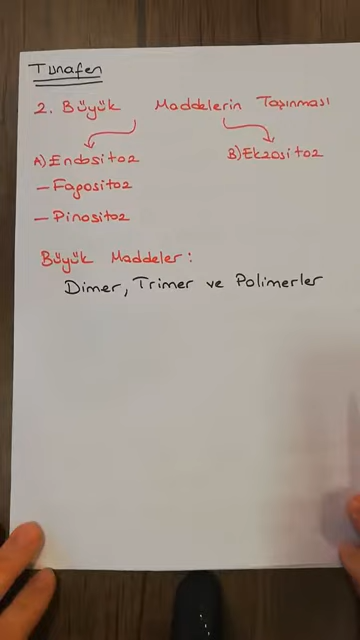 Tunafen
2. Büyük Maddelerin Taşınması
A) Endositoz B) Ekzositoz
– Fagositoz
– Pinositoz
Büyük Maddeler:
Dimer, Trimer ve Polimerler